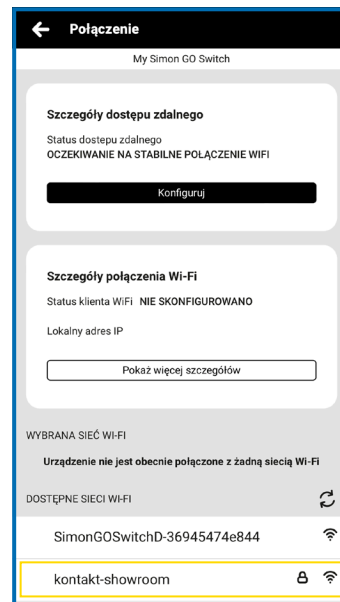 Połączenie
My Simon GO Switch
Szczegóły dostępu zdalnego
Status dostepu zdalnego
OCZEKIWANIE NA STABILNE POŁĄCZENIE WIFI
Konfiguruj
Szczegóły połączenia Wi-Fi
Status klienta WiFi NIE SKONFIGUROWANO
Lokalny adres IP
Pokaż więcej szczegółów
WYBRANA SIEĆ WI-FI
Urządzenie nie jest obecnie połączone z żadną siecią Wi-Fi
DOSTĘPNE SIECI WI-FI
SimonGOSwitchD-36945474e844
kontakt-showroom